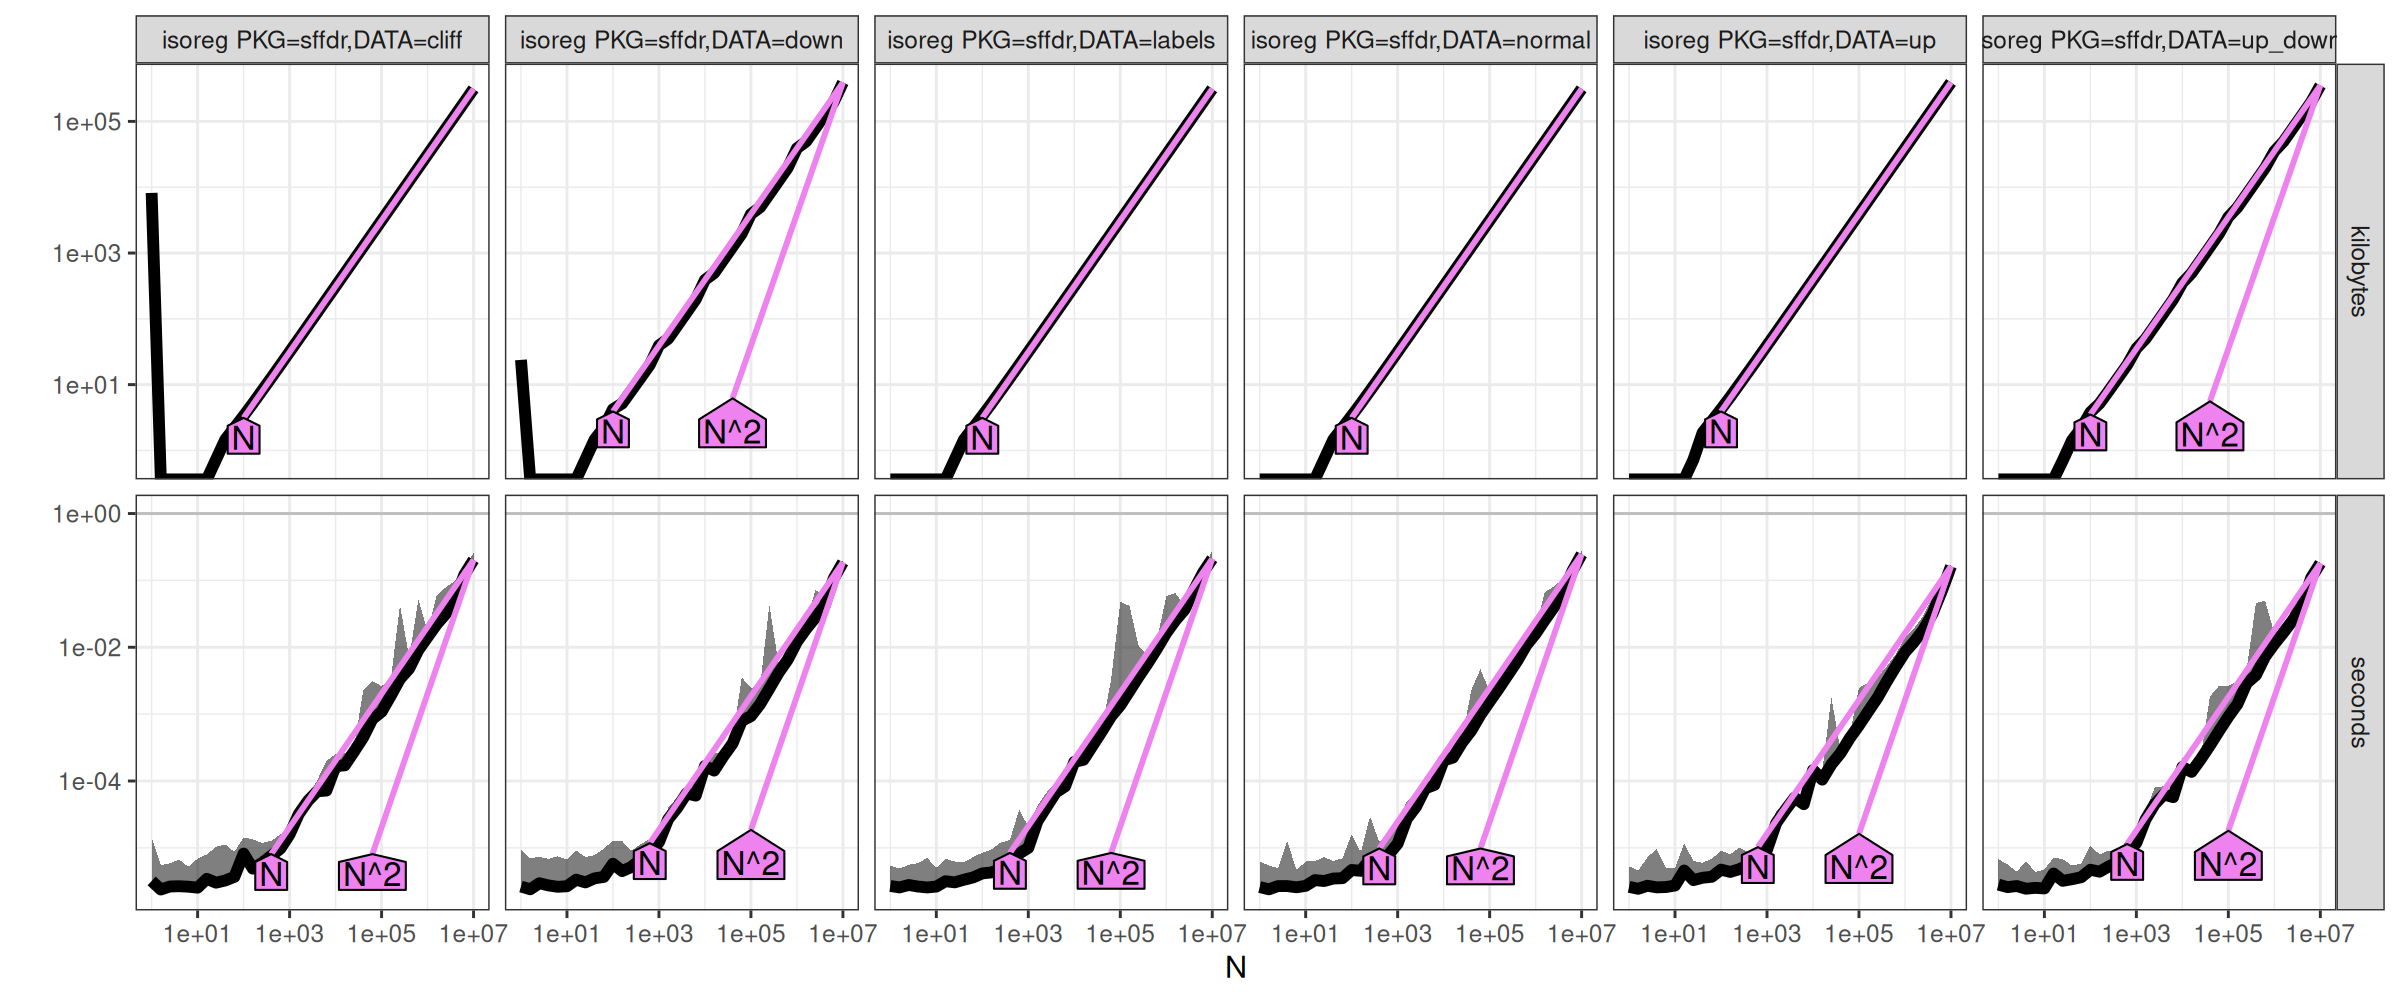 isoreg PKG=sffdr,DATA=cliff
isoreg PKG=sffdr,DATA=down
isoreg PKG=sffdr,DATA=labels
isoreg PKG=sffdr,DATA=normal
isoreg PKG=sffdr,DATA=up
soreg PKG=sffdr,DATA=up_down
1e+05
1e+03
1e+01
N
N
N^2
N
N
N
N
N^2
kilobytes
1e+00
1e-02
1e-04
N
N^2
N
N^2
N
N^2
N
N^2
N
N^2
N
N^2
seconds
1e+01 1e+03 1e+05 1e+07
1e+01 1e+03 1e+05 1e+07
1e+01 1e+03 1e+05 1e+07
1e+01 1e+03 1e+05 1e+07
1e+01 1e+03 1e+05 1e+07
1e+01 1e+03 1e+05 1e+07
N